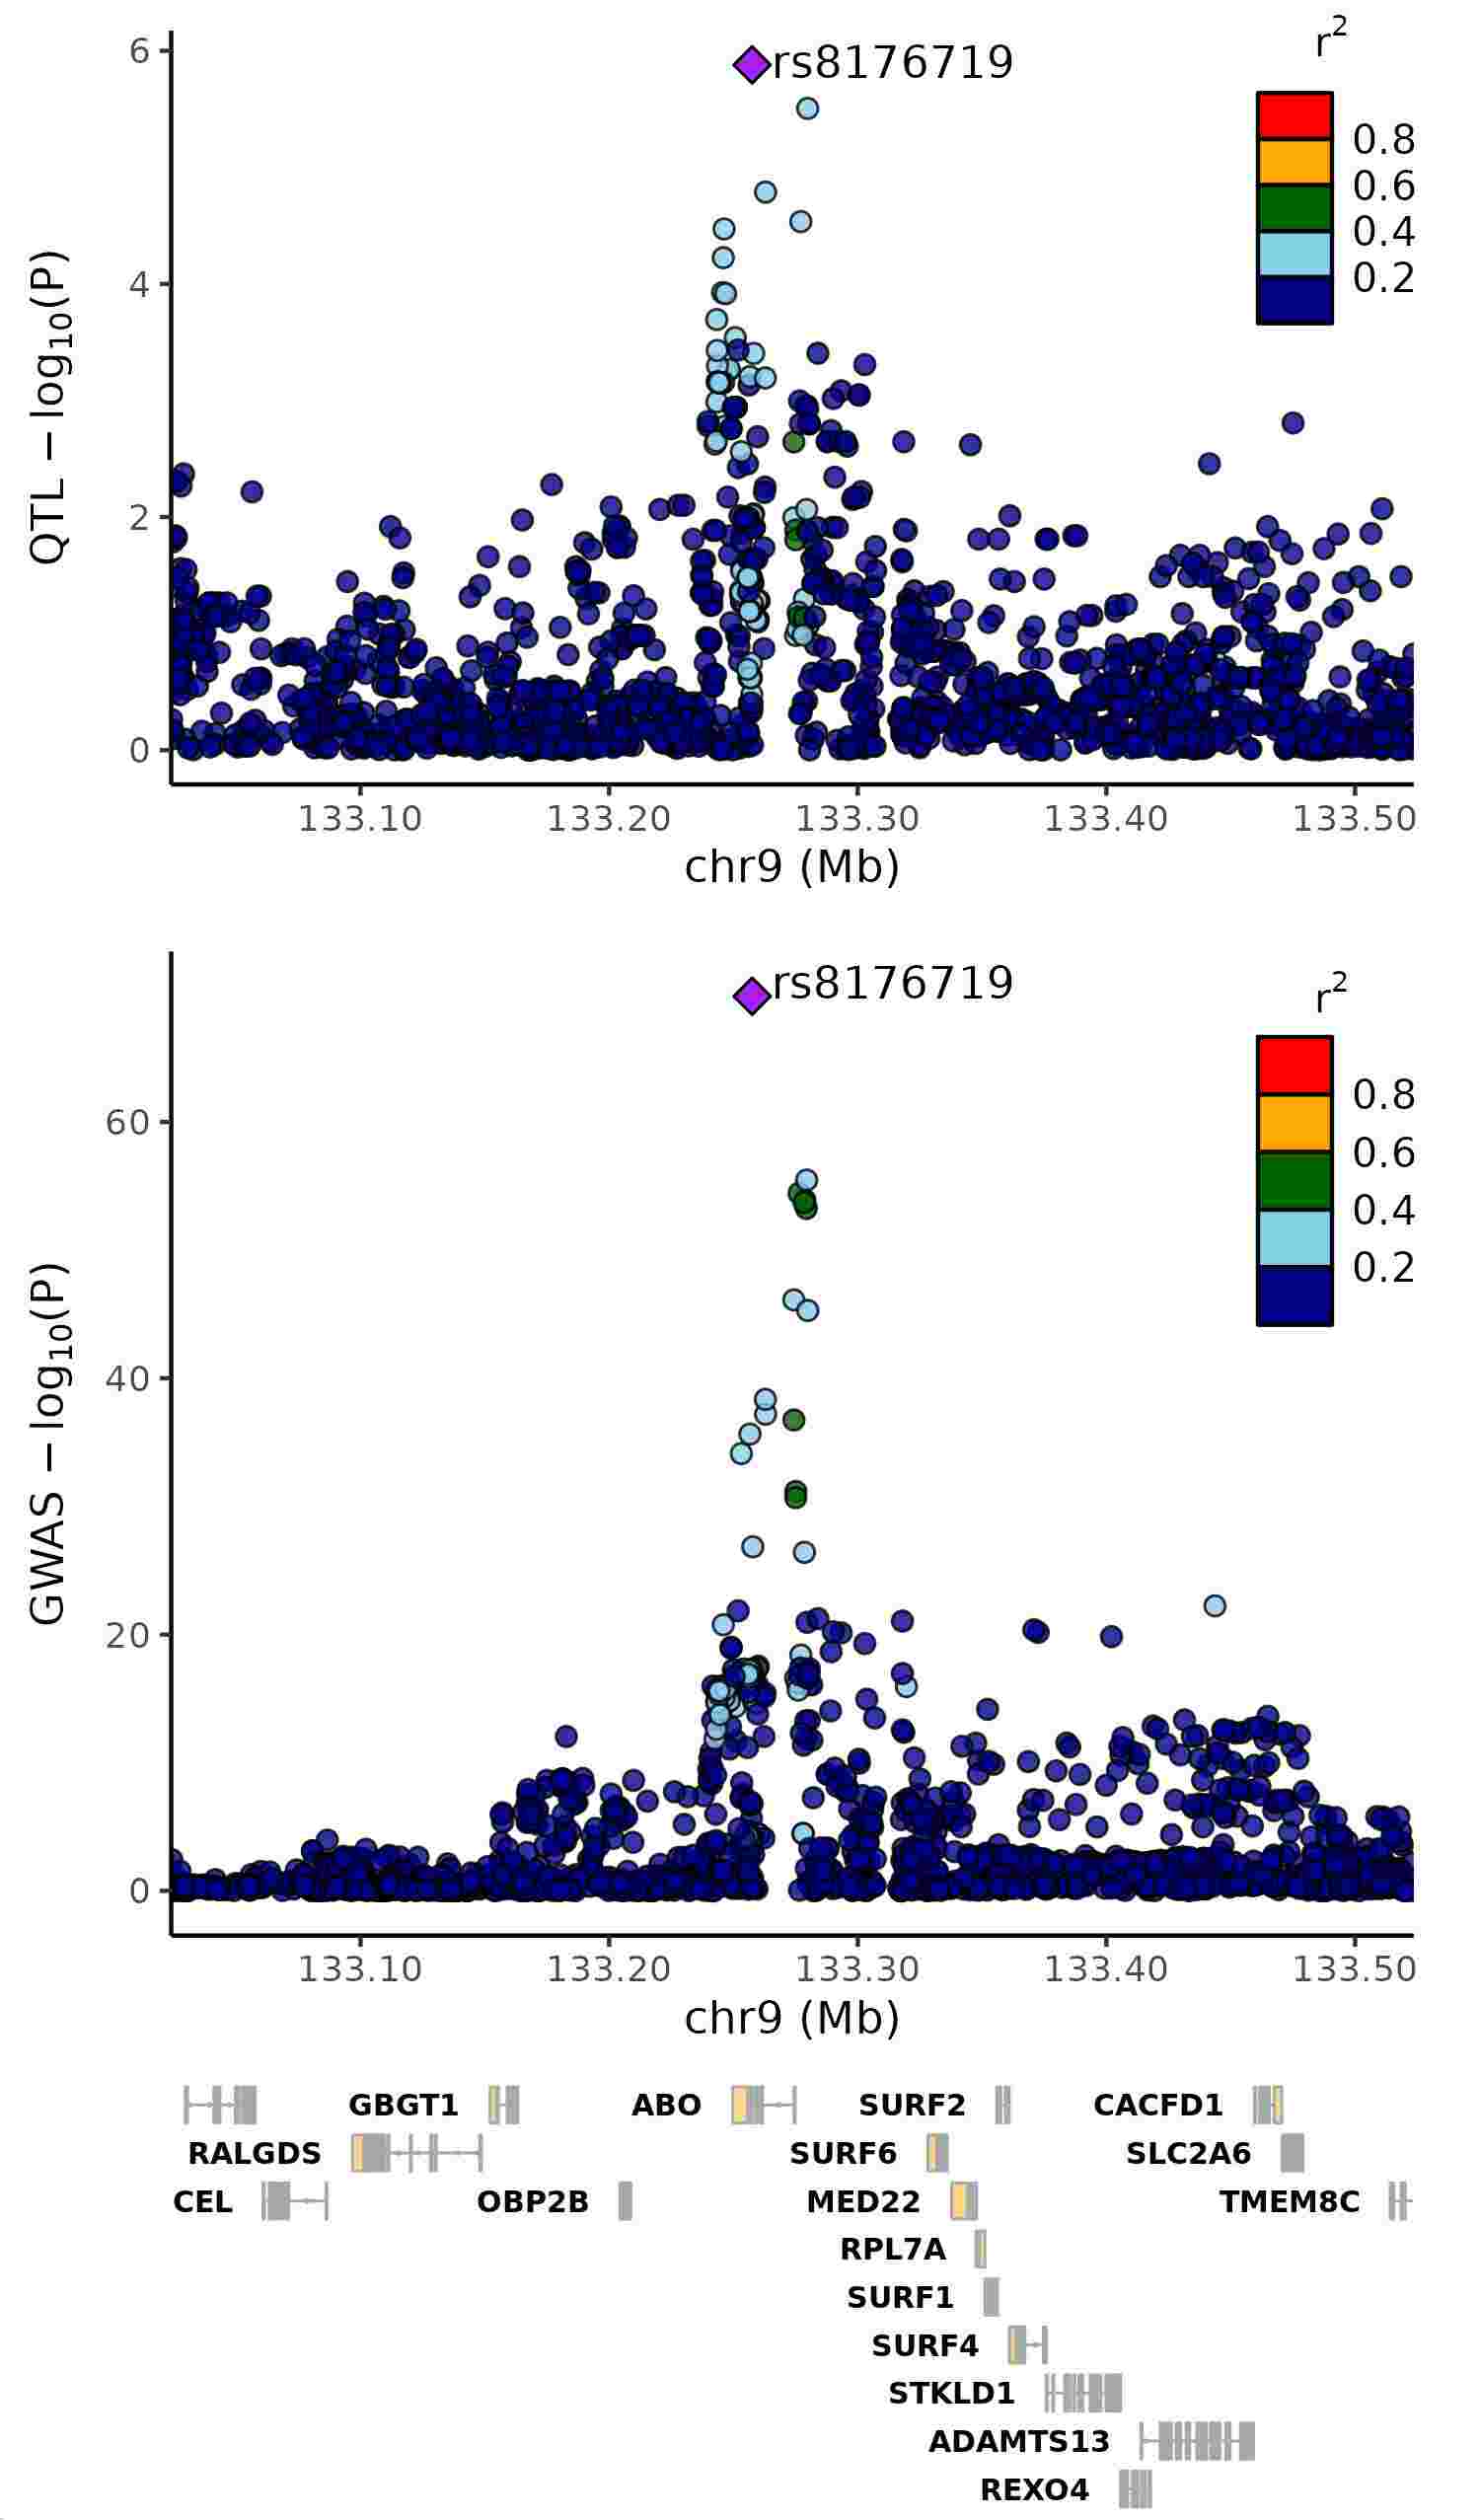 6
rs8176719
r²
0.8
0.6
4
0.4
0.2
QTL −log₁₀(P)
2
0
133.10 133.20 133.30 133.40 133.50
chr9 (Mb)
rs8176719
r²
60
0.8
0.6
0.4
0.2
40
GWAS −log₁₀(P)
20
0
133.10 133.20 133.30 133.40 133.50
chr9 (Mb)
GBGT1 ABO SURF2 CACFD1
RALGDS SURF6 SLC2A6
CEL OBP2B MED22 TMEM8C
RPL7A
SURF1
SURF4
STKLD1
ADAMTS13
REXO4